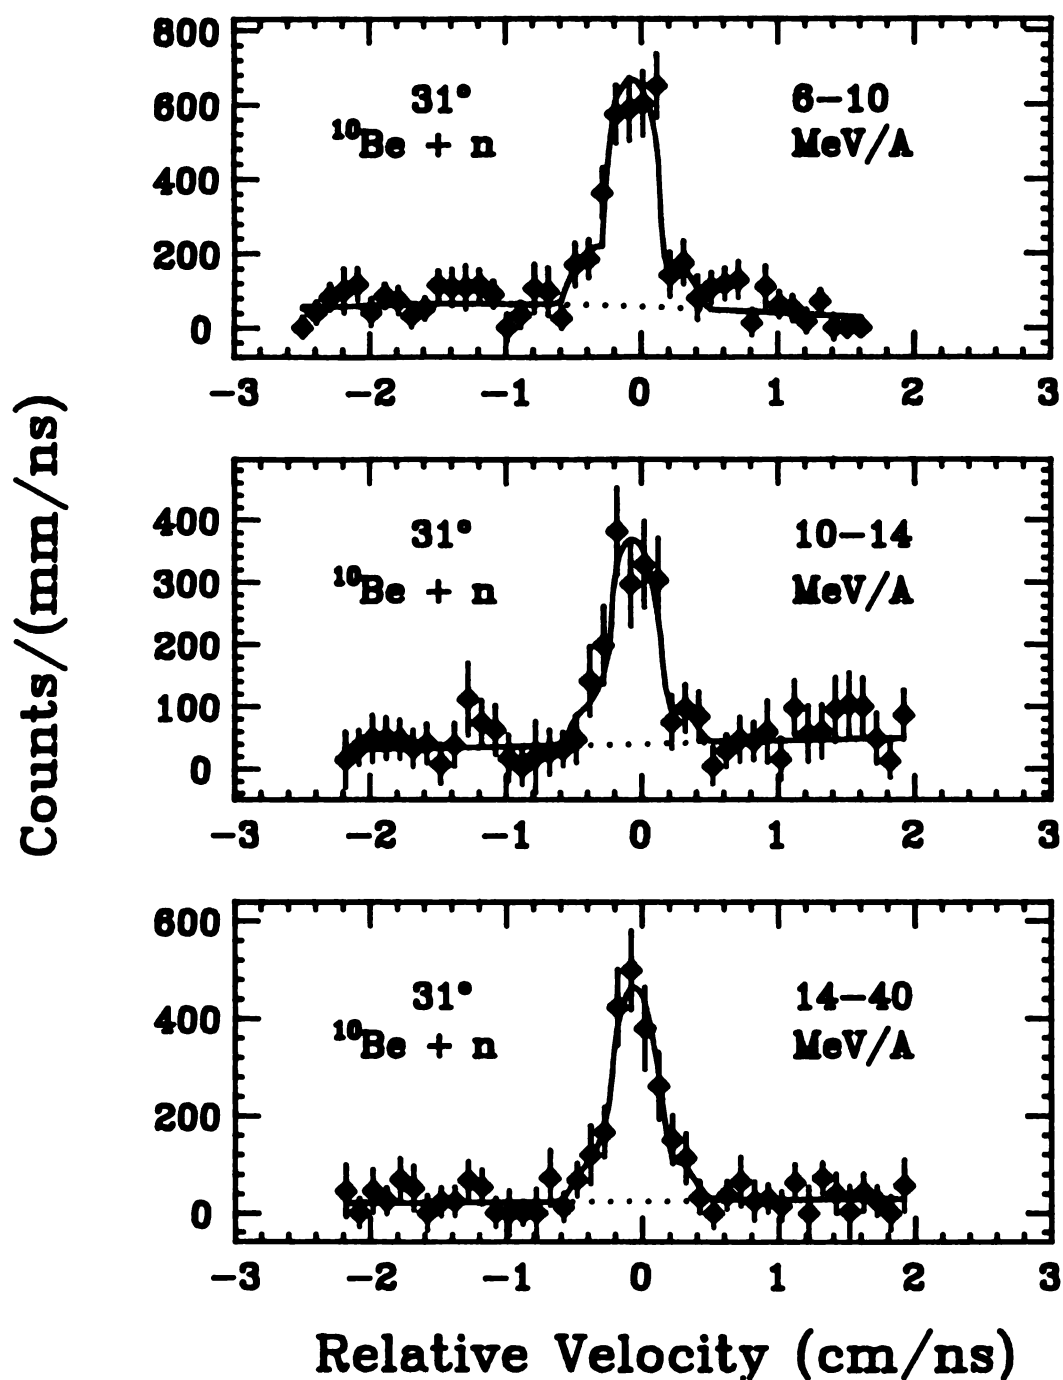 800
600
400
200
0
31°
¹⁰Be + n
6−10
MeV/A
−3 −2 −1 0 1 2 3
400
300
200
100
0
31°
¹⁰Be + n
10−14
MeV/A
−3 −2 −1 0 1 2 3
600
400
200
0
31°
¹⁰Be + n
14−40
MeV/A
−3 −2 −1 0 1 2 3
Counts/(mm/ns)
Relative Velocity (cm/ns)